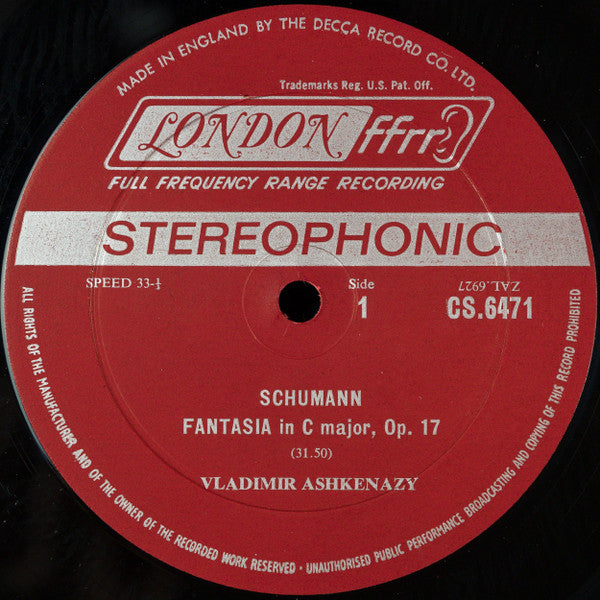 MADE IN ENGLAND BY THE DECCA RECORD CO. LTD.
Trademarks Reg. U.S. Pat. Off.
LONDON ffrr
FULL FREQUENCY RANGE RECORDING
STEREOPHONIC
SPEED 33-⅓
Side
1
ZAL.6927
CS.6471
SCHUMANN
FANTASIA in C major, Op. 17
(31.50)
VLADIMIR ASHKENAZY
ALL RIGHTS OF THE MANUFACTURER AND OF THE OWNER OF THE RECORDED WORK RESERVED · UNAUTHORISED PUBLIC PERFORMANCE BROADCASTING AND COPYING OF THIS RECORD PROHIBITED